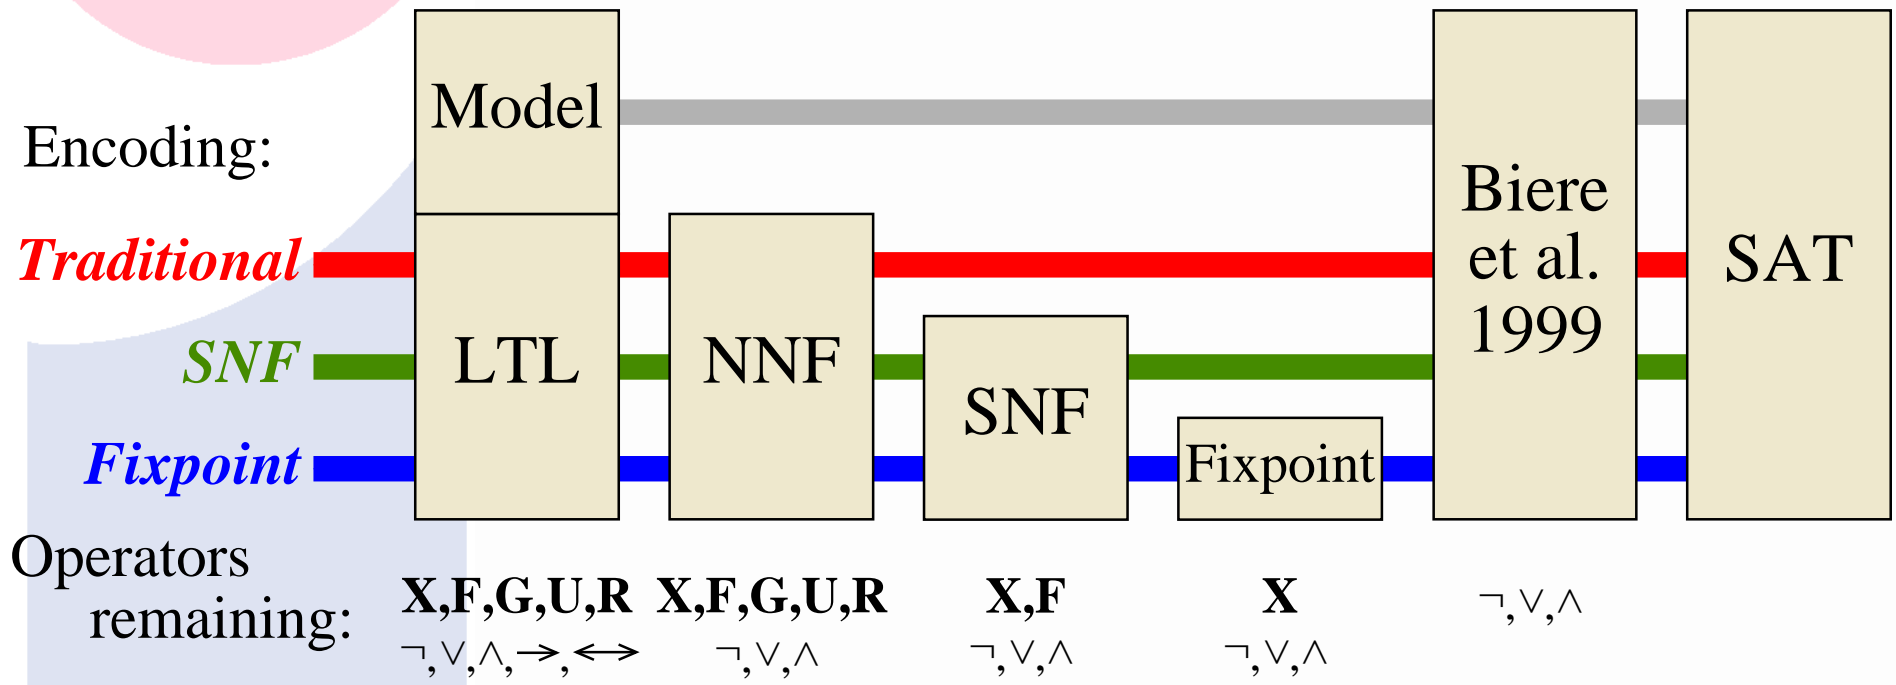 Model
Encoding:
Biere
et al.
1999
SAT
Traditional
SNF
Fixpoint
LTL
NNF
SNF
Fixpoint
Operators
remaining:
X,F,G,U,R X,F,G,U,R X,F X ¬,∨,∧
¬,∨,∧,→,↔ ¬,∨,∧ ¬,∨,∧ ¬,∨,∧